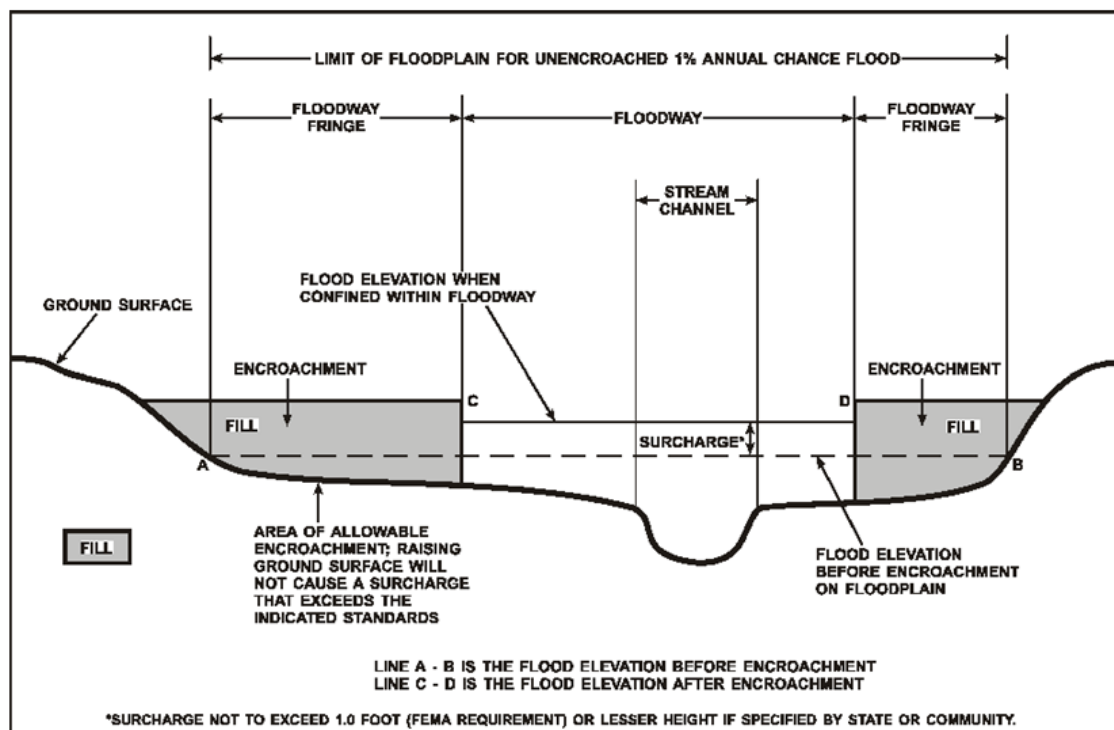 LIMIT OF FLOODPLAIN FOR UNENCROACHED 1% ANNUAL CHANCE FLOOD
FLOODWAY
FRINGE
FLOODWAY
FLOODWAY
FRINGE
STREAM
CHANNEL
FLOOD ELEVATION WHEN
CONFINED WITHIN FLOODWAY
GROUND SURFACE
ENCROACHMENT
ENCROACHMENT
C
D
FILL
FILL
SURCHARGE*
A
B
AREA OF ALLOWABLE
ENCROACHMENT; RAISING
GROUND SURFACE WILL
NOT CAUSE A SURCHARGE
THAT EXCEEDS THE
INDICATED STANDARDS
FILL
FLOOD ELEVATION
BEFORE ENCROACHMENT
ON FLOODPLAIN
LINE A - B IS THE FLOOD ELEVATION BEFORE ENCROACHMENT
LINE C - D IS THE FLOOD ELEVATION AFTER ENCROACHMENT
*SURCHARGE NOT TO EXCEED 1.0 FOOT (FEMA REQUIREMENT) OR LESSER HEIGHT IF SPECIFIED BY STATE OR COMMUNITY.